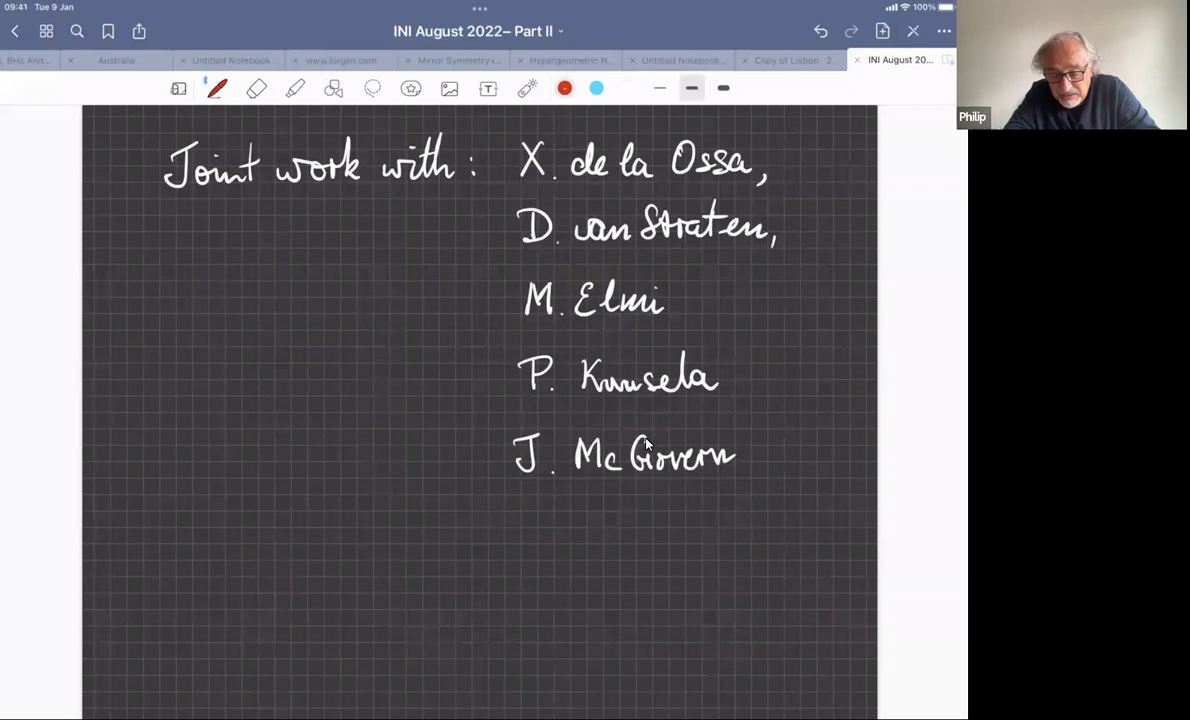 09:41 Tue 9 Jan
100%
INI August 2022– Part II
, BHs And...
Australia
Untitled Notebook...
www.lorgen.com
Mirror Symmetry i...
Hypergeometric N...
Untitled Notebook...
Copy of Lisbon 2...
INI August 20...
Philip
Joint work with: X. de la Ossa,
D. van Straten,
M. Elmi
P. Kuusela
J. McGovern